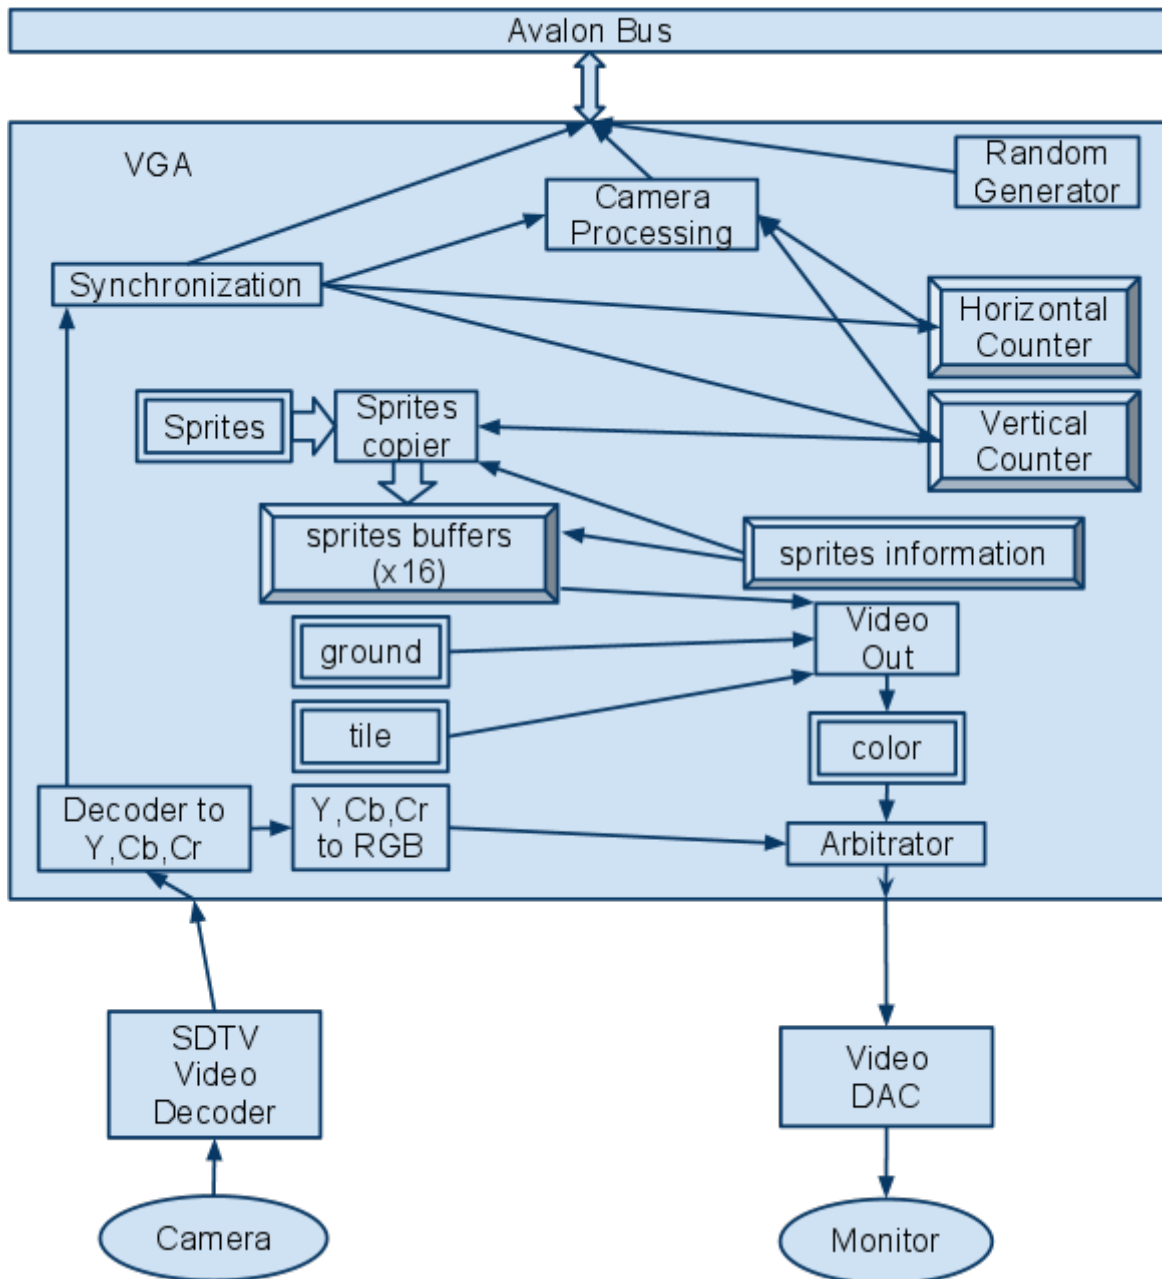 Avalon Bus
VGA
Random
Generator
Camera
Processing
Synchronization
Horizontal
Counter
Sprites
Sprites
copier
Vertical
Counter
sprites buffers
(x16)
sprites information
ground
Video
Out
tile
color
Decoder to
Y,Cb,Cr
Y,Cb,Cr
to RGB
Arbitrator
SDTV
Video
Decoder
Video
DAC
Camera
Monitor